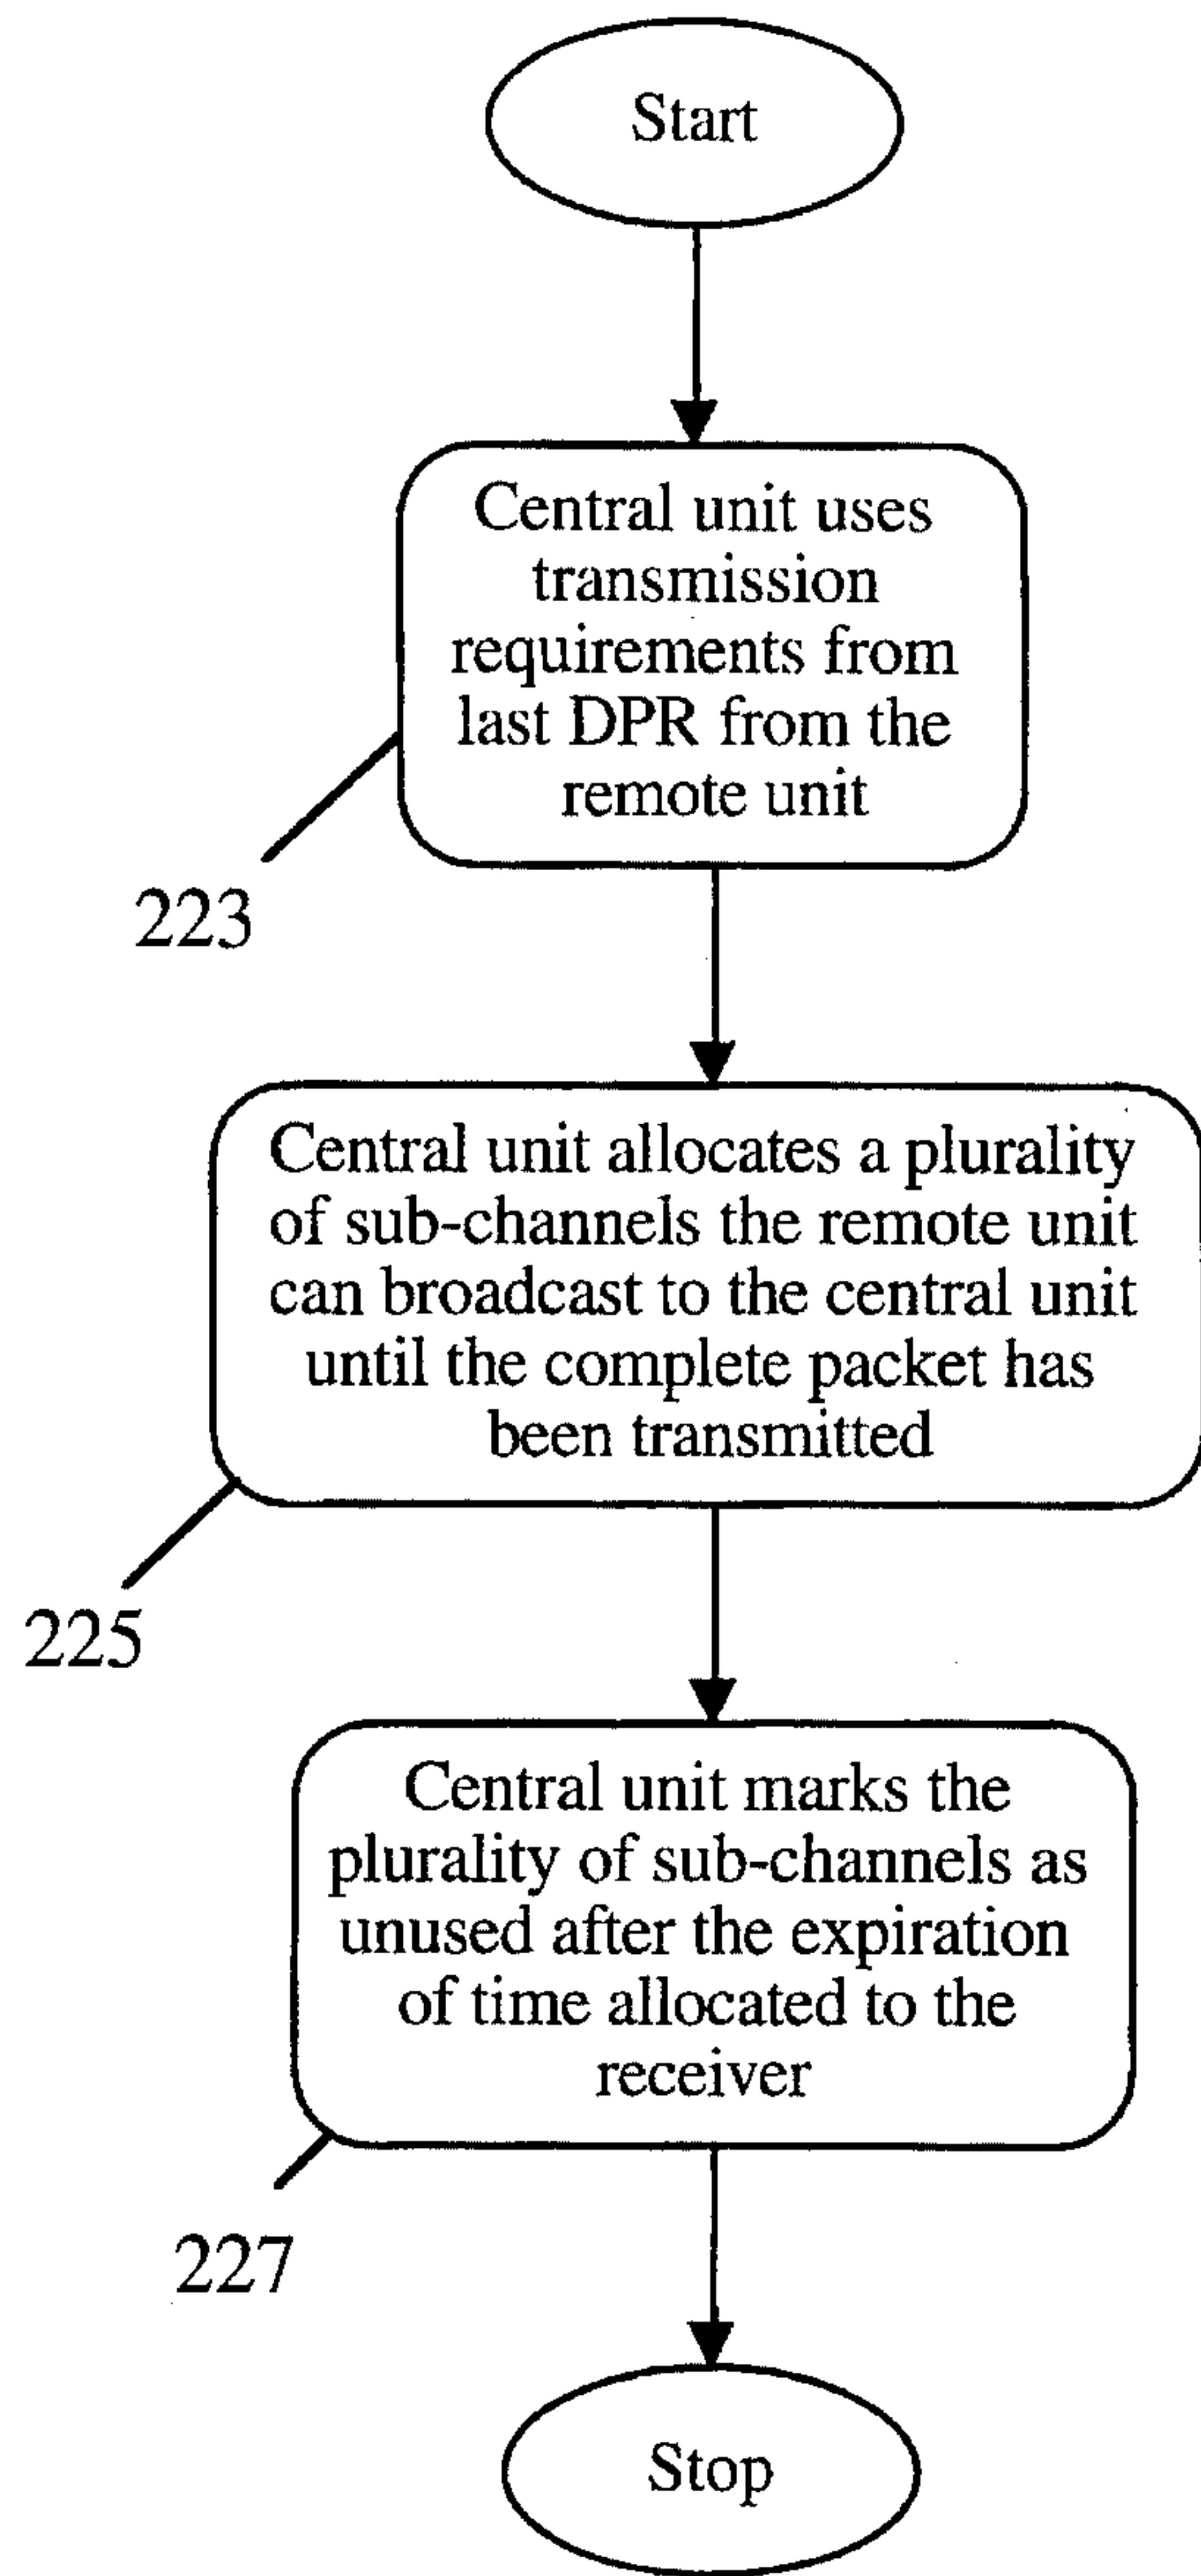 Start
Central unit uses
transmission
requirements from
last DPR from the
remote unit
223
Central unit allocates a plurality
of sub-channels the remote unit
can broadcast to the central unit
until the complete packet has
been transmitted
225
Central unit marks the
plurality of sub-channels as
unused after the expiration
of time allocated to the
receiver
227
Stop